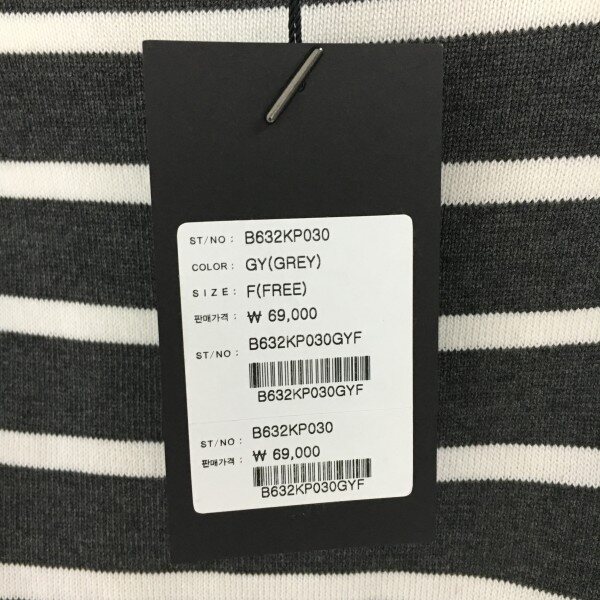 ST/NO: B632KP030
COLOR: GY(GREY)
SIZE: F(FREE)
판매가격: ₩ 69,000
ST/NO: B632KP030GYF
B632KP030GYF
ST/NO: B632KP030
판매가격: ₩ 69,000
B632KP030GYF